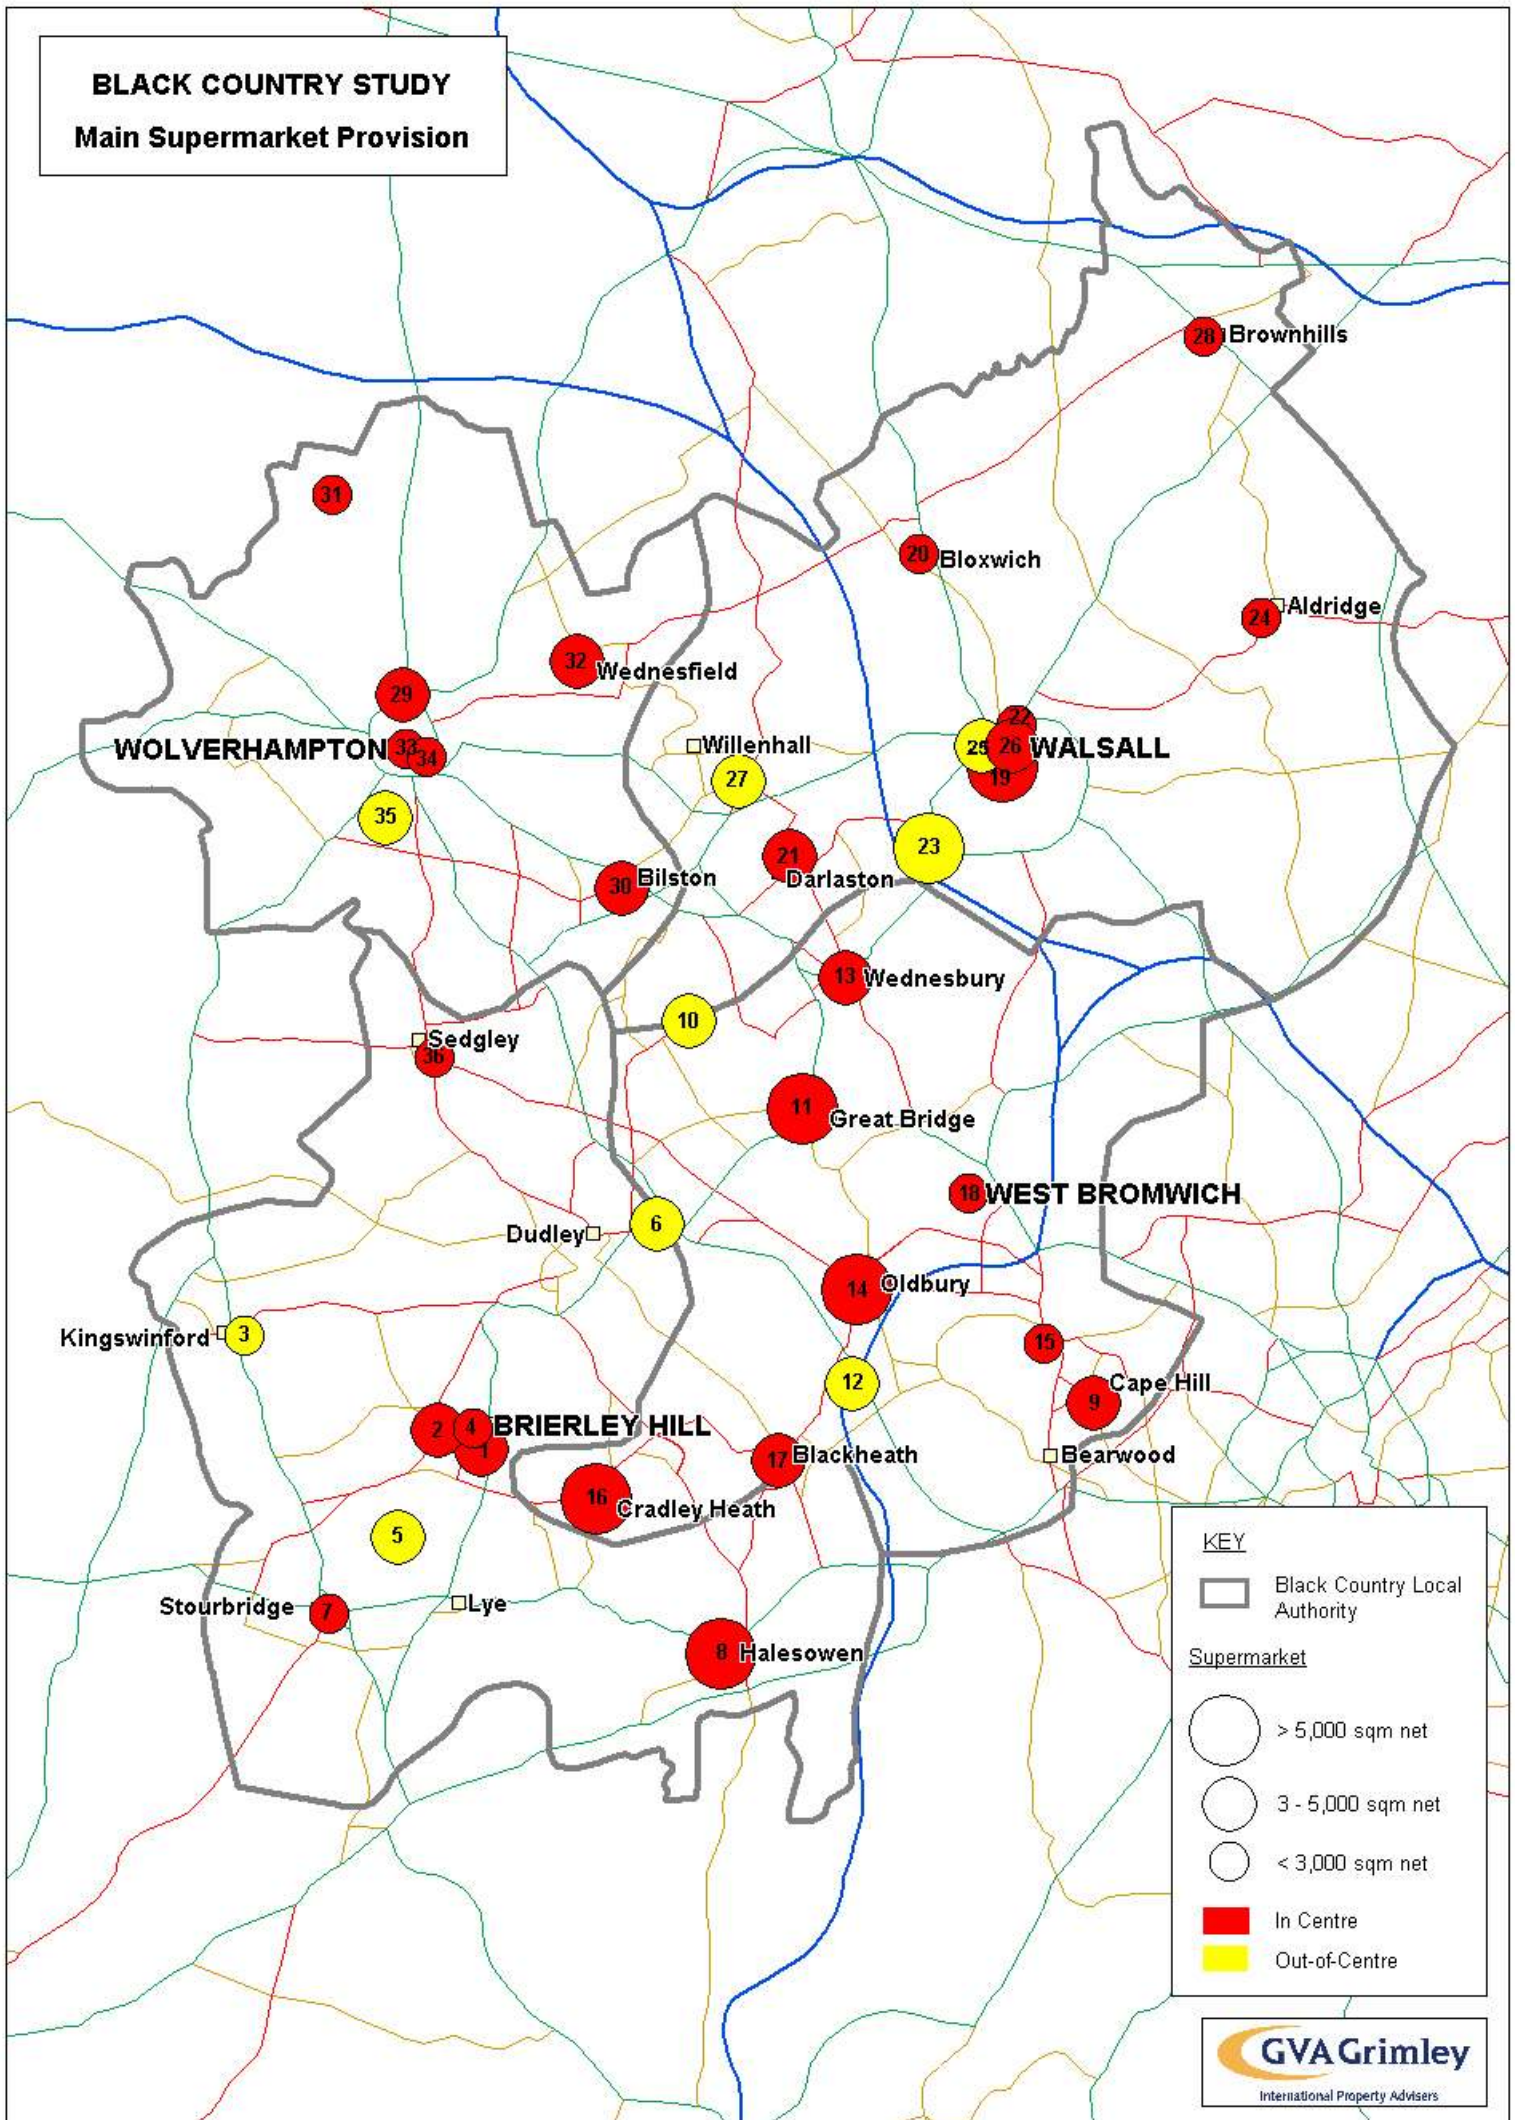 BLACK COUNTRY STUDY
Main Supermarket Provision
28
Brownhills
31
20
Bloxwich
24
Aldridge
32
Wednesfield
29
22
WOLVERHAMPTON
33
34
Willenhall
25
26
WALSALL
27
19
35
23
21
Darlaston
30
Bilston
13
Wednesbury
10
Sedgley
36
11
Great Bridge
18
WEST BROMWICH
6
Dudley
14
Oldbury
Kingswinford
3
15
12
Cape Hill
9
2
4
BRIERLEY HILL
1
17
Blackheath
Bearwood
16
Cradley Heath
5
Stourbridge
7
Lye
8
Halesowen
KEY
Black Country Local
Authority
Supermarket
> 5,000 sqm net
3 - 5,000 sqm net
< 3,000 sqm net
In Centre
Out-of-Centre
GVA Grimley
International Property Advisers